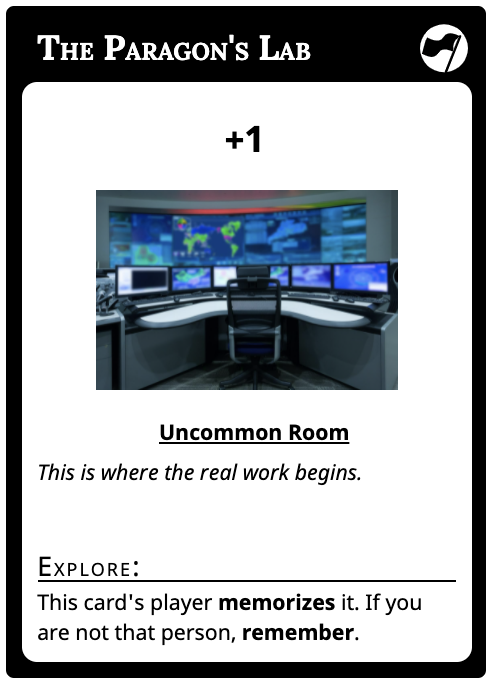 The Paragon's Lab
+1
Uncommon Room
This is where the real work begins.
Explore:
This card's player memorizes it. If you
are not that person, remember.